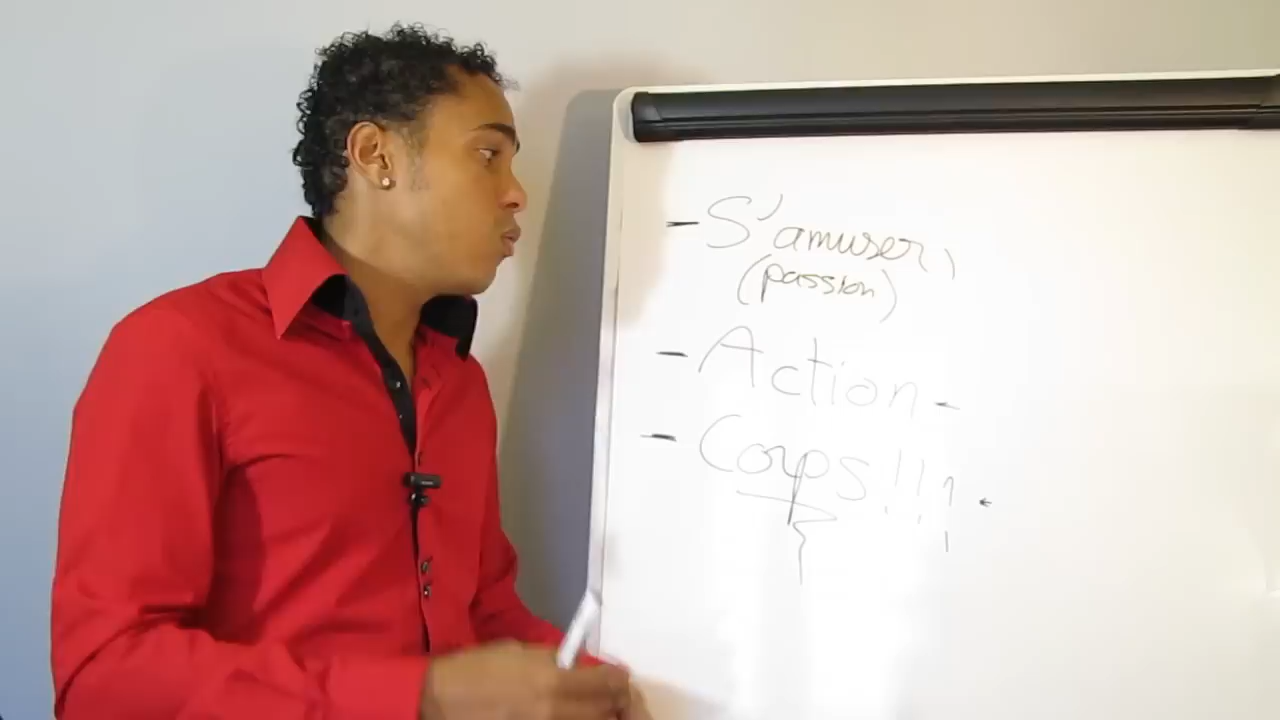 - S'amuser,
(passion)
- Action -
- Corps!!!